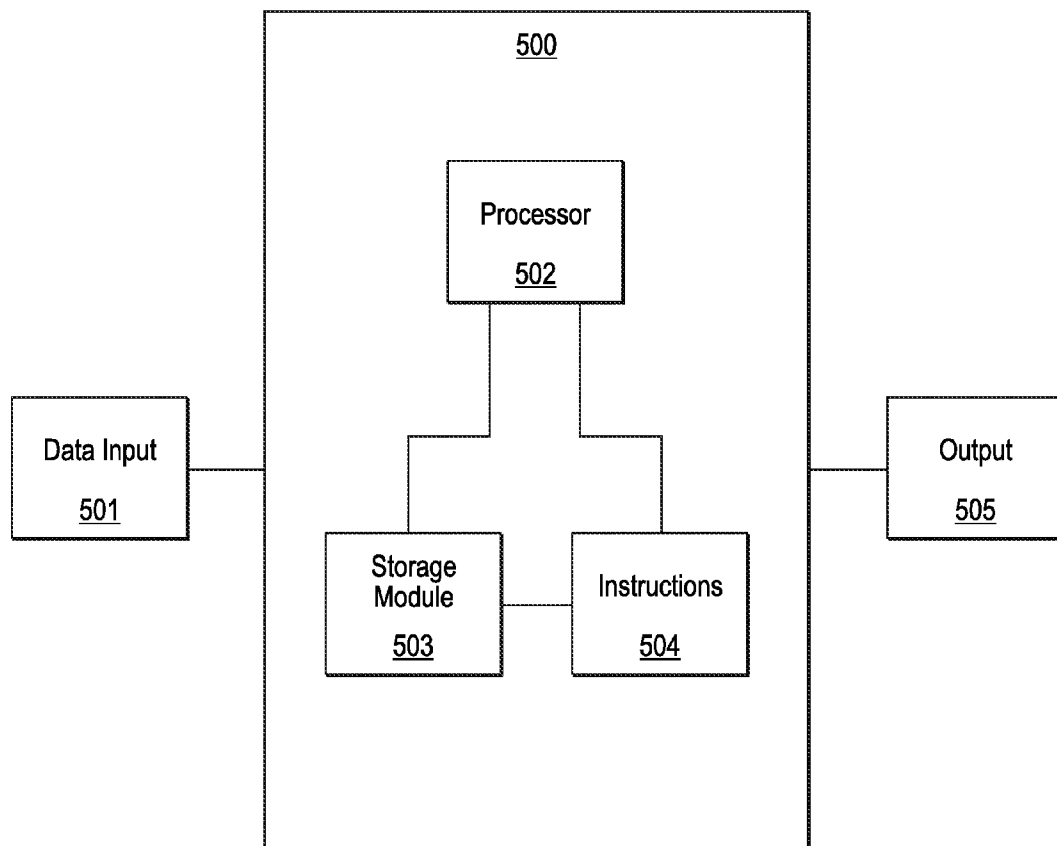 500
Processor
502
Data Input
501
Output
505
Storage
Module
503
Instructions
504